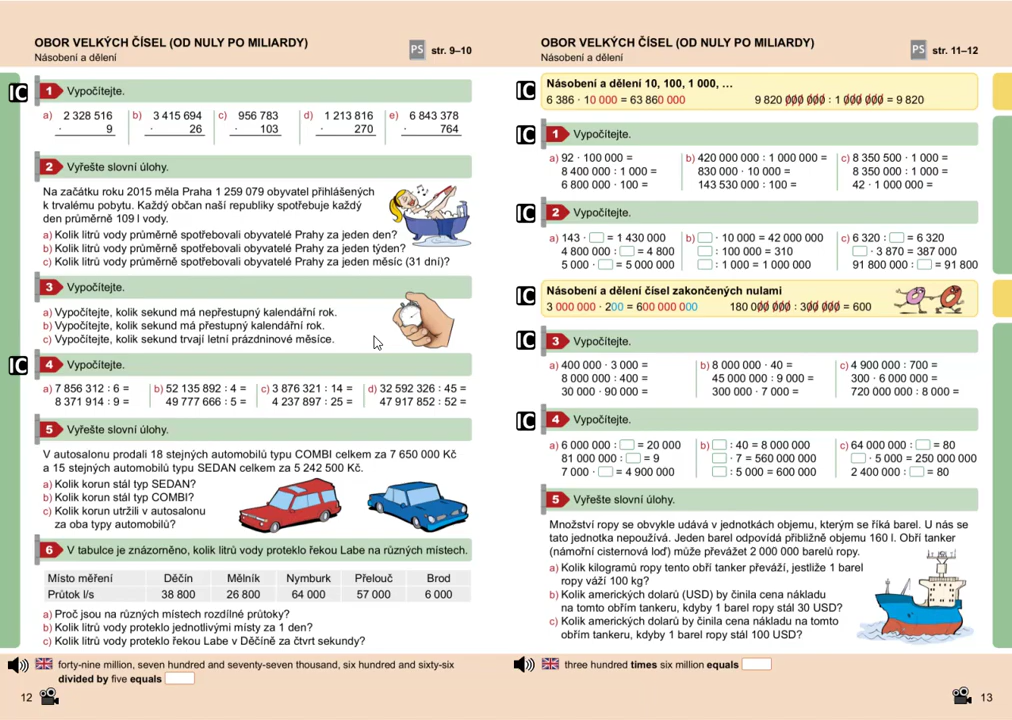 OBOR VELKÝCH ČÍSEL (OD NULY PO MILIARDY)
Násobení a dělení
PS str. 9–10
IC
1 Vypočítejte.
a) 2 328 516 b) 3 415 694 c) 956 783 d) 1 213 816 e) 6 843 378
· 9 · 26 · 103 · 270 · 764
2 Vyřešte slovní úlohy.
Na začátku roku 2015 měla Praha 1 259 079 obyvatel přihlášených
k trvalému pobytu. Každý občan naší republiky spotřebuje každý
den průměrně 109 l vody.
a) Kolik litrů vody průměrně spotřebovali obyvatelé Prahy za jeden den?
b) Kolik litrů vody průměrně spotřebovali obyvatelé Prahy za jeden týden?
c) Kolik litrů vody průměrně spotřebovali obyvatelé Prahy za jeden měsíc (31 dní)?
3 Vypočítejte.
a) Vypočítejte, kolik sekund má nepřestupný kalendářní rok.
b) Vypočítejte, kolik sekund má přestupný kalendářní rok.
c) Vypočítejte, kolik sekund trvají letní prázdninové měsíce.
IC
4 Vypočítejte.
a) 7 856 312 : 6 = b) 52 135 892 : 4 = c) 3 876 321 : 14 = d) 32 592 326 : 45 =
8 371 914 : 9 = 49 777 666 : 5 = 4 237 897 : 25 = 47 917 852 : 52 =
5 Vyřešte slovní úlohy.
V autosalonu prodali 18 stejných automobilů typu COMBI celkem za 7 650 000 Kč
a 15 stejných automobilů typu SEDAN celkem za 5 242 500 Kč.
a) Kolik korun stál typ SEDAN?
b) Kolik korun stál typ COMBI?
c) Kolik korun utržili v autosalonu
za oba typy automobilů?
6 V tabulce je znázorněno, kolik litrů vody proteklo řekou Labe na různých místech.
Místo měření Děčín Mělník Nymburk Přelouč Brod
Průtok l/s 38 800 26 800 64 000 57 000 6 000
a) Proč jsou na různých místech rozdílné průtoky?
b) Kolik litrů vody proteklo jednotlivými místy za 1 den?
c) Kolik litrů vody proteklo řekou Labe v Děčíně za čtvrt sekundy?
forty-nine million, seven hundred and seventy-seven thousand, six hundred and sixty-six
divided by five equals
12
OBOR VELKÝCH ČÍSEL (OD NULY PO MILIARDY)
Násobení a dělení
PS str. 11–12
IC
Násobení a dělení 10, 100, 1 000, …
6 386 · 10 000 = 63 860 000 9 820 000 000 : 1 000 000 = 9 820
IC
1 Vypočítejte.
a) 92 · 100 000 = b) 420 000 000 : 1 000 000 = c) 8 350 500 · 1 000 =
8 400 000 : 1 000 = 830 000 · 10 000 = 8 350 000 : 1 000 =
6 800 000 · 100 = 143 530 000 : 100 = 42 · 1 000 000 =
IC
2 Vypočítejte.
a) 143 · = 1 430 000 b) · 10 000 = 42 000 000 c) 6 320 : = 6 320
4 800 000 : = 4 800 : 100 000 = 310 · 3 870 = 387 000
5 000 · = 5 000 000 : 1 000 = 1 000 000 91 800 000 : = 91 800
IC
Násobení a dělení čísel zakončených nulami
3 000 000 · 200 = 600 000 000 180 000 000 : 300 000 = 600
IC
3 Vypočítejte.
a) 400 000 · 3 000 = b) 8 000 000 · 40 = c) 4 900 000 : 700 =
8 000 000 : 400 = 45 000 000 : 9 000 = 300 · 6 000 000 =
30 000 · 90 000 = 300 000 · 7 000 = 720 000 000 : 8 000 =
IC
4 Vypočítejte.
a) 6 000 000 : = 20 000 b) : 40 = 8 000 000 c) 64 000 000 : = 80
81 000 000 : = 9 · 7 = 560 000 000 · 5 000 = 250 000 000
7 000 · = 4 900 000 : 5 000 = 600 000 2 400 000 : = 80
5 Vyřešte slovní úlohy.
Množství ropy se obvykle udává v jednotkách objemu, kterým se říká barel. U nás se
tato jednotka nepoužívá. Jeden barel odpovídá přibližně objemu 160 l. Obří tanker
(námořní cisternová loď) může převážet 2 000 000 barelů ropy.
a) Kolik kilogramů ropy tento obří tanker převáží, jestliže 1 barel
ropy váží 100 kg?
b) Kolik amerických dolarů (USD) by činila cena nákladu
na tomto obřím tankeru, kdyby 1 barel ropy stál 30 USD?
c) Kolik amerických dolarů by činila cena nákladu na tomto
obřím tankeru, kdyby 1 barel ropy stál 100 USD?
three hundred times six million equals
13